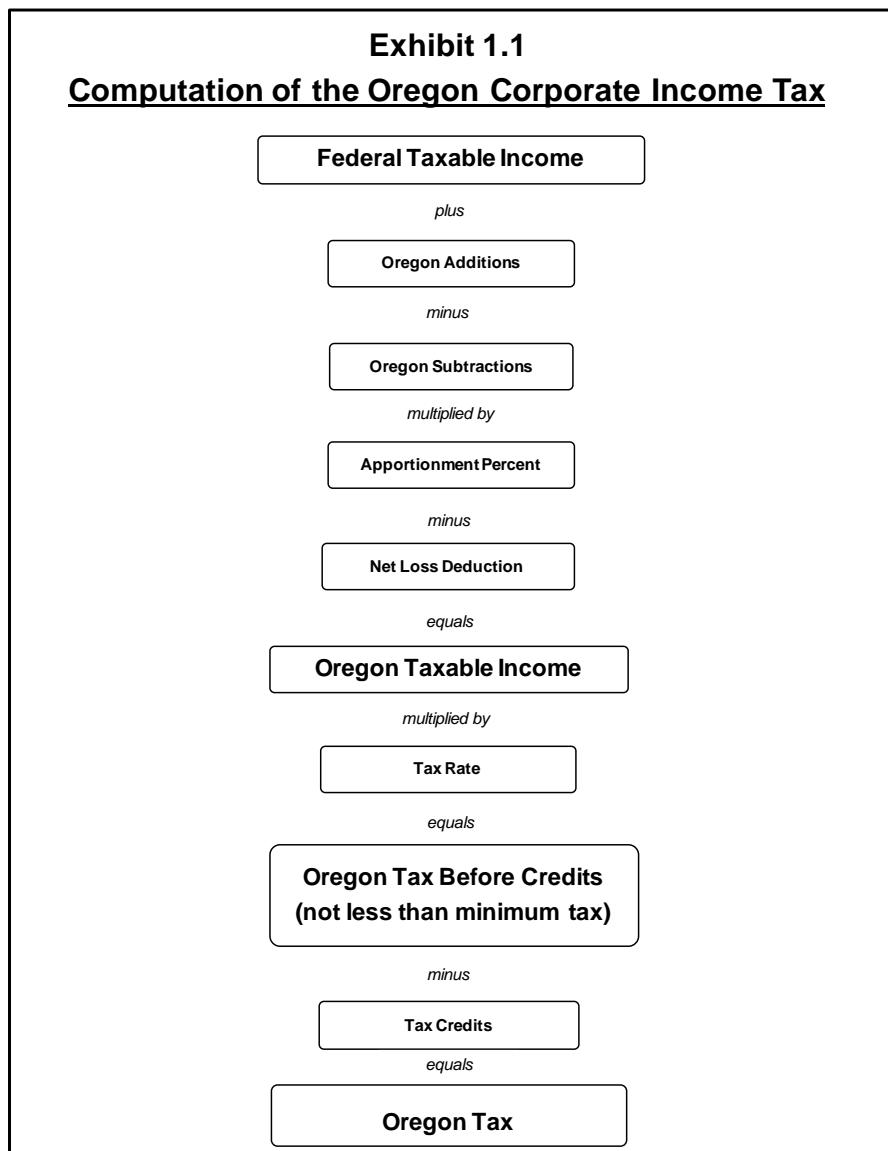 Exhibit 1.1
Computation of the Oregon Corporate Income Tax
Federal Taxable Income
plus
Oregon Additions
minus
Oregon Subtractions
multiplied by
Apportionment Percent
minus
Net Loss Deduction
equals
Oregon Taxable Income
multiplied by
Tax Rate
equals
Oregon Tax Before Credits
(not less than minimum tax)
minus
Tax Credits
equals
Oregon Tax